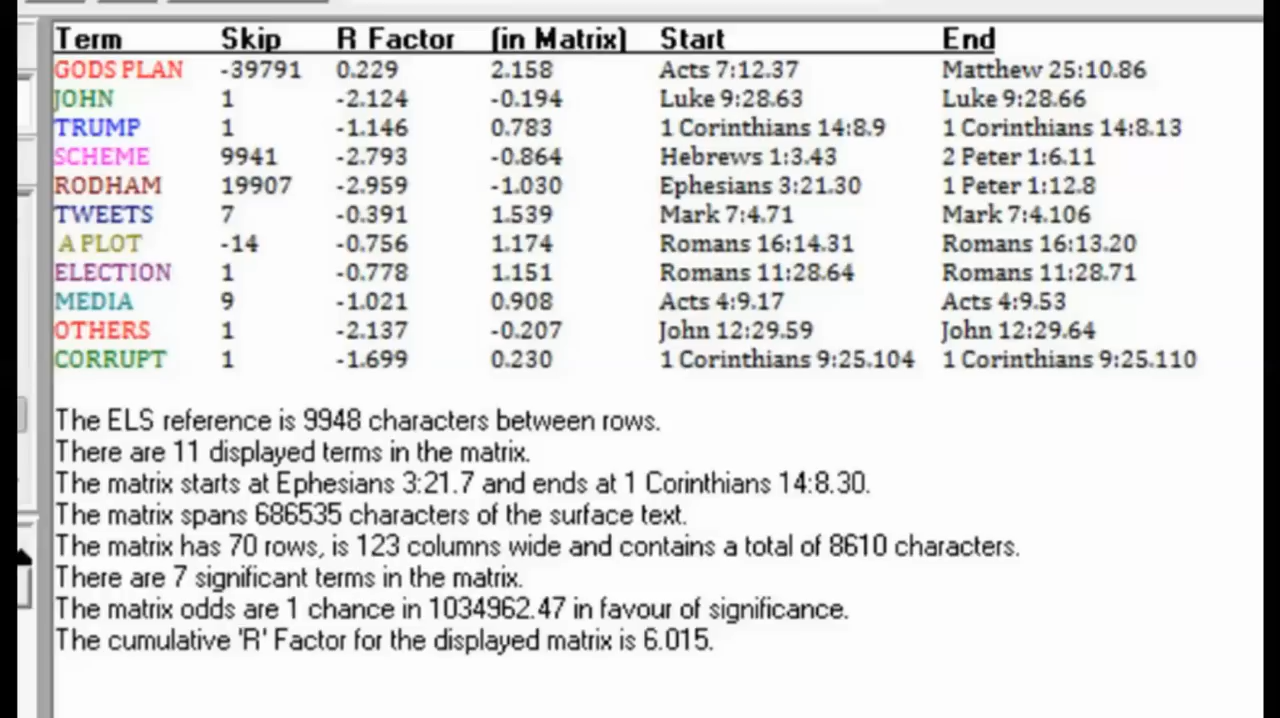 Term Skip R Factor (in Matrix) Start End
GODS PLAN -39791 0.229 2.158 Acts 7:12.37 Matthew 25:10.86
JOHN 1 -2.124 -0.194 Luke 9:28.63 Luke 9:28.66
TRUMP 1 -1.146 0.783 1 Corinthians 14:8.9 1 Corinthians 14:8.13
SCHEME 9941 -2.793 -0.864 Hebrews 1:3.43 2 Peter 1:6.11
RODHAM 19907 -2.959 -1.030 Ephesians 3:21.30 1 Peter 1:12.8
TWEETS 7 -0.391 1.539 Mark 7:4.71 Mark 7:4.106
A PLOT -14 -0.756 1.174 Romans 16:14.31 Romans 16:13.20
ELECTION 1 -0.778 1.151 Romans 11:28.64 Romans 11:28.71
MEDIA 9 -1.021 0.908 Acts 4:9.17 Acts 4:9.53
OTHERS 1 -2.137 -0.207 John 12:29.59 John 12:29.64
CORRUPT 1 -1.699 0.230 1 Corinthians 9:25.104 1 Corinthians 9:25.110
The ELS reference is 9948 characters between rows.
There are 11 displayed terms in the matrix.
The matrix starts at Ephesians 3:21.7 and ends at 1 Corinthians 14:8.30.
The matrix spans 686535 characters of the surface text.
The matrix has 70 rows, is 123 columns wide and contains a total of 8610 characters.
There are 7 significant terms in the matrix.
The matrix odds are 1 chance in 1034962.47 in favour of significance.
The cumulative 'R' Factor for the displayed matrix is 6.015.